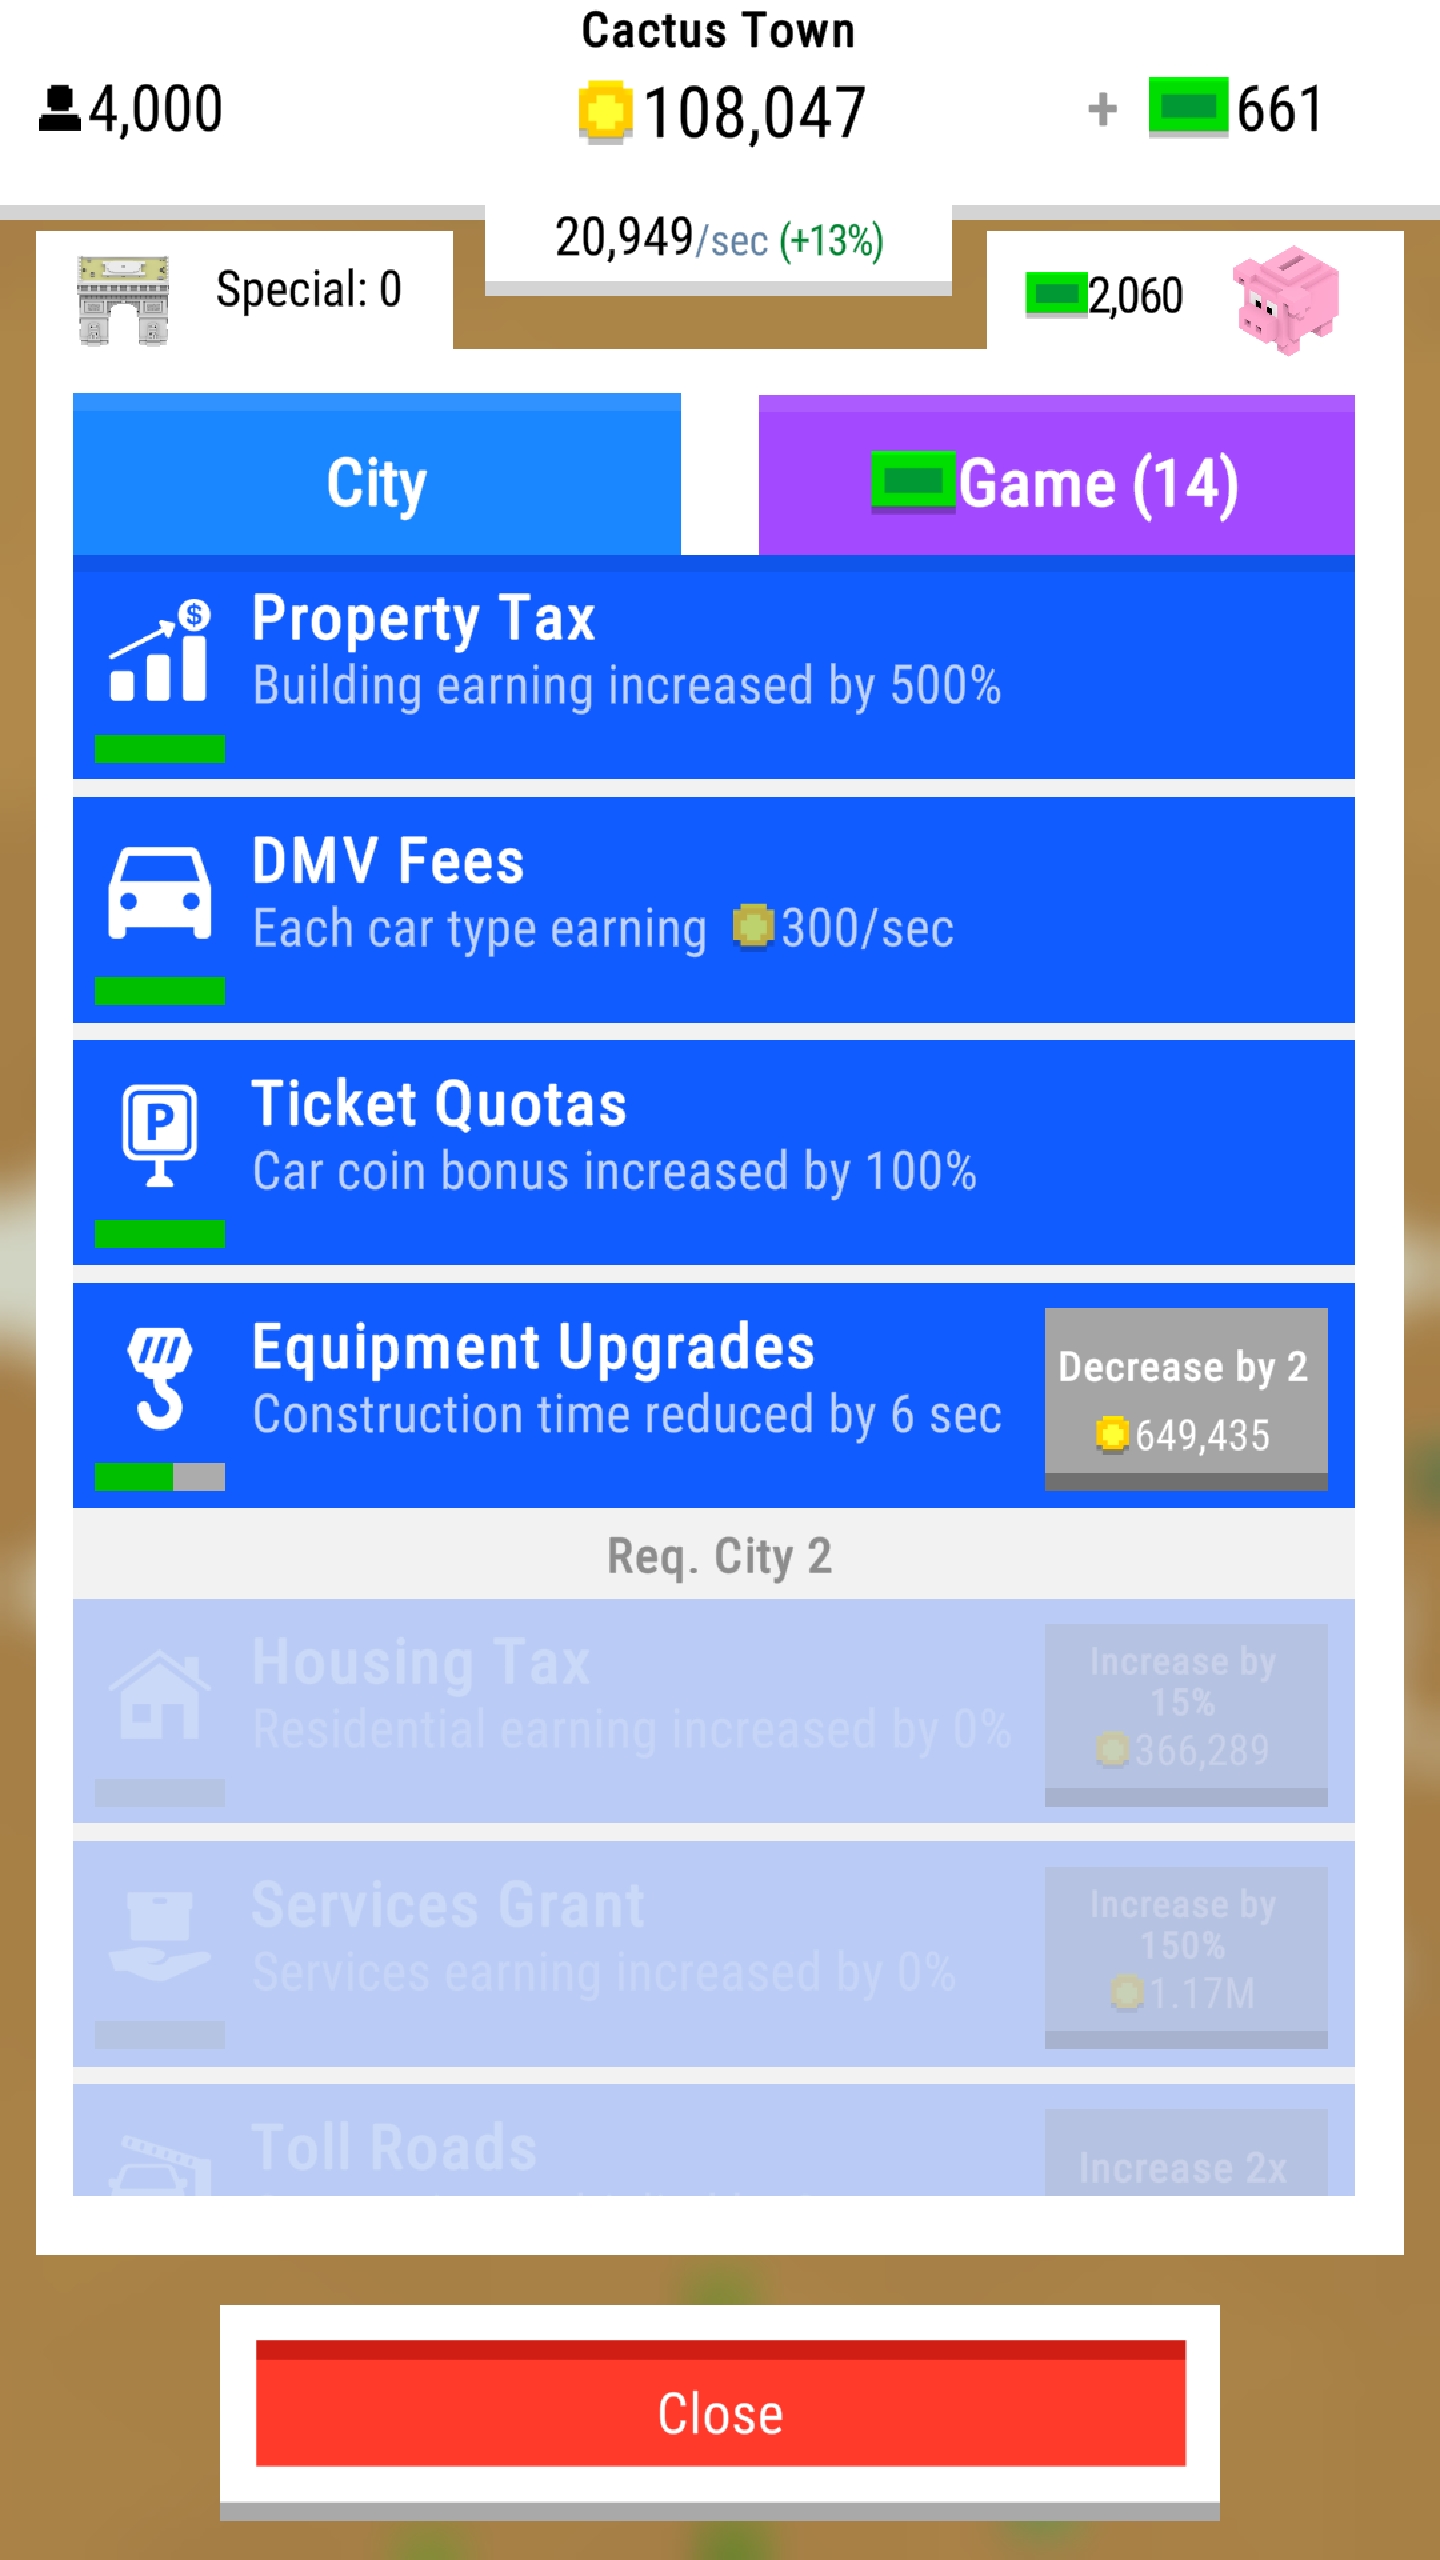 Cactus Town
4,000
108,047
+ 661
20,949/sec (+13%)
Special: 0
2,060
City
Game (14)
Property Tax
Building earning increased by 500%
DMV Fees
Each car type earning 300/sec
Ticket Quotas
Car coin bonus increased by 100%
Equipment Upgrades
Construction time reduced by 6 sec
Decrease by 2
649,435
Req. City 2
Housing Tax
Residential earning increased by 0%
Increase by
15%
366,289
Services Grant
Services earning increased by 0%
Increase by
150%
1.17M
Toll Roads
Increase 2x
Close